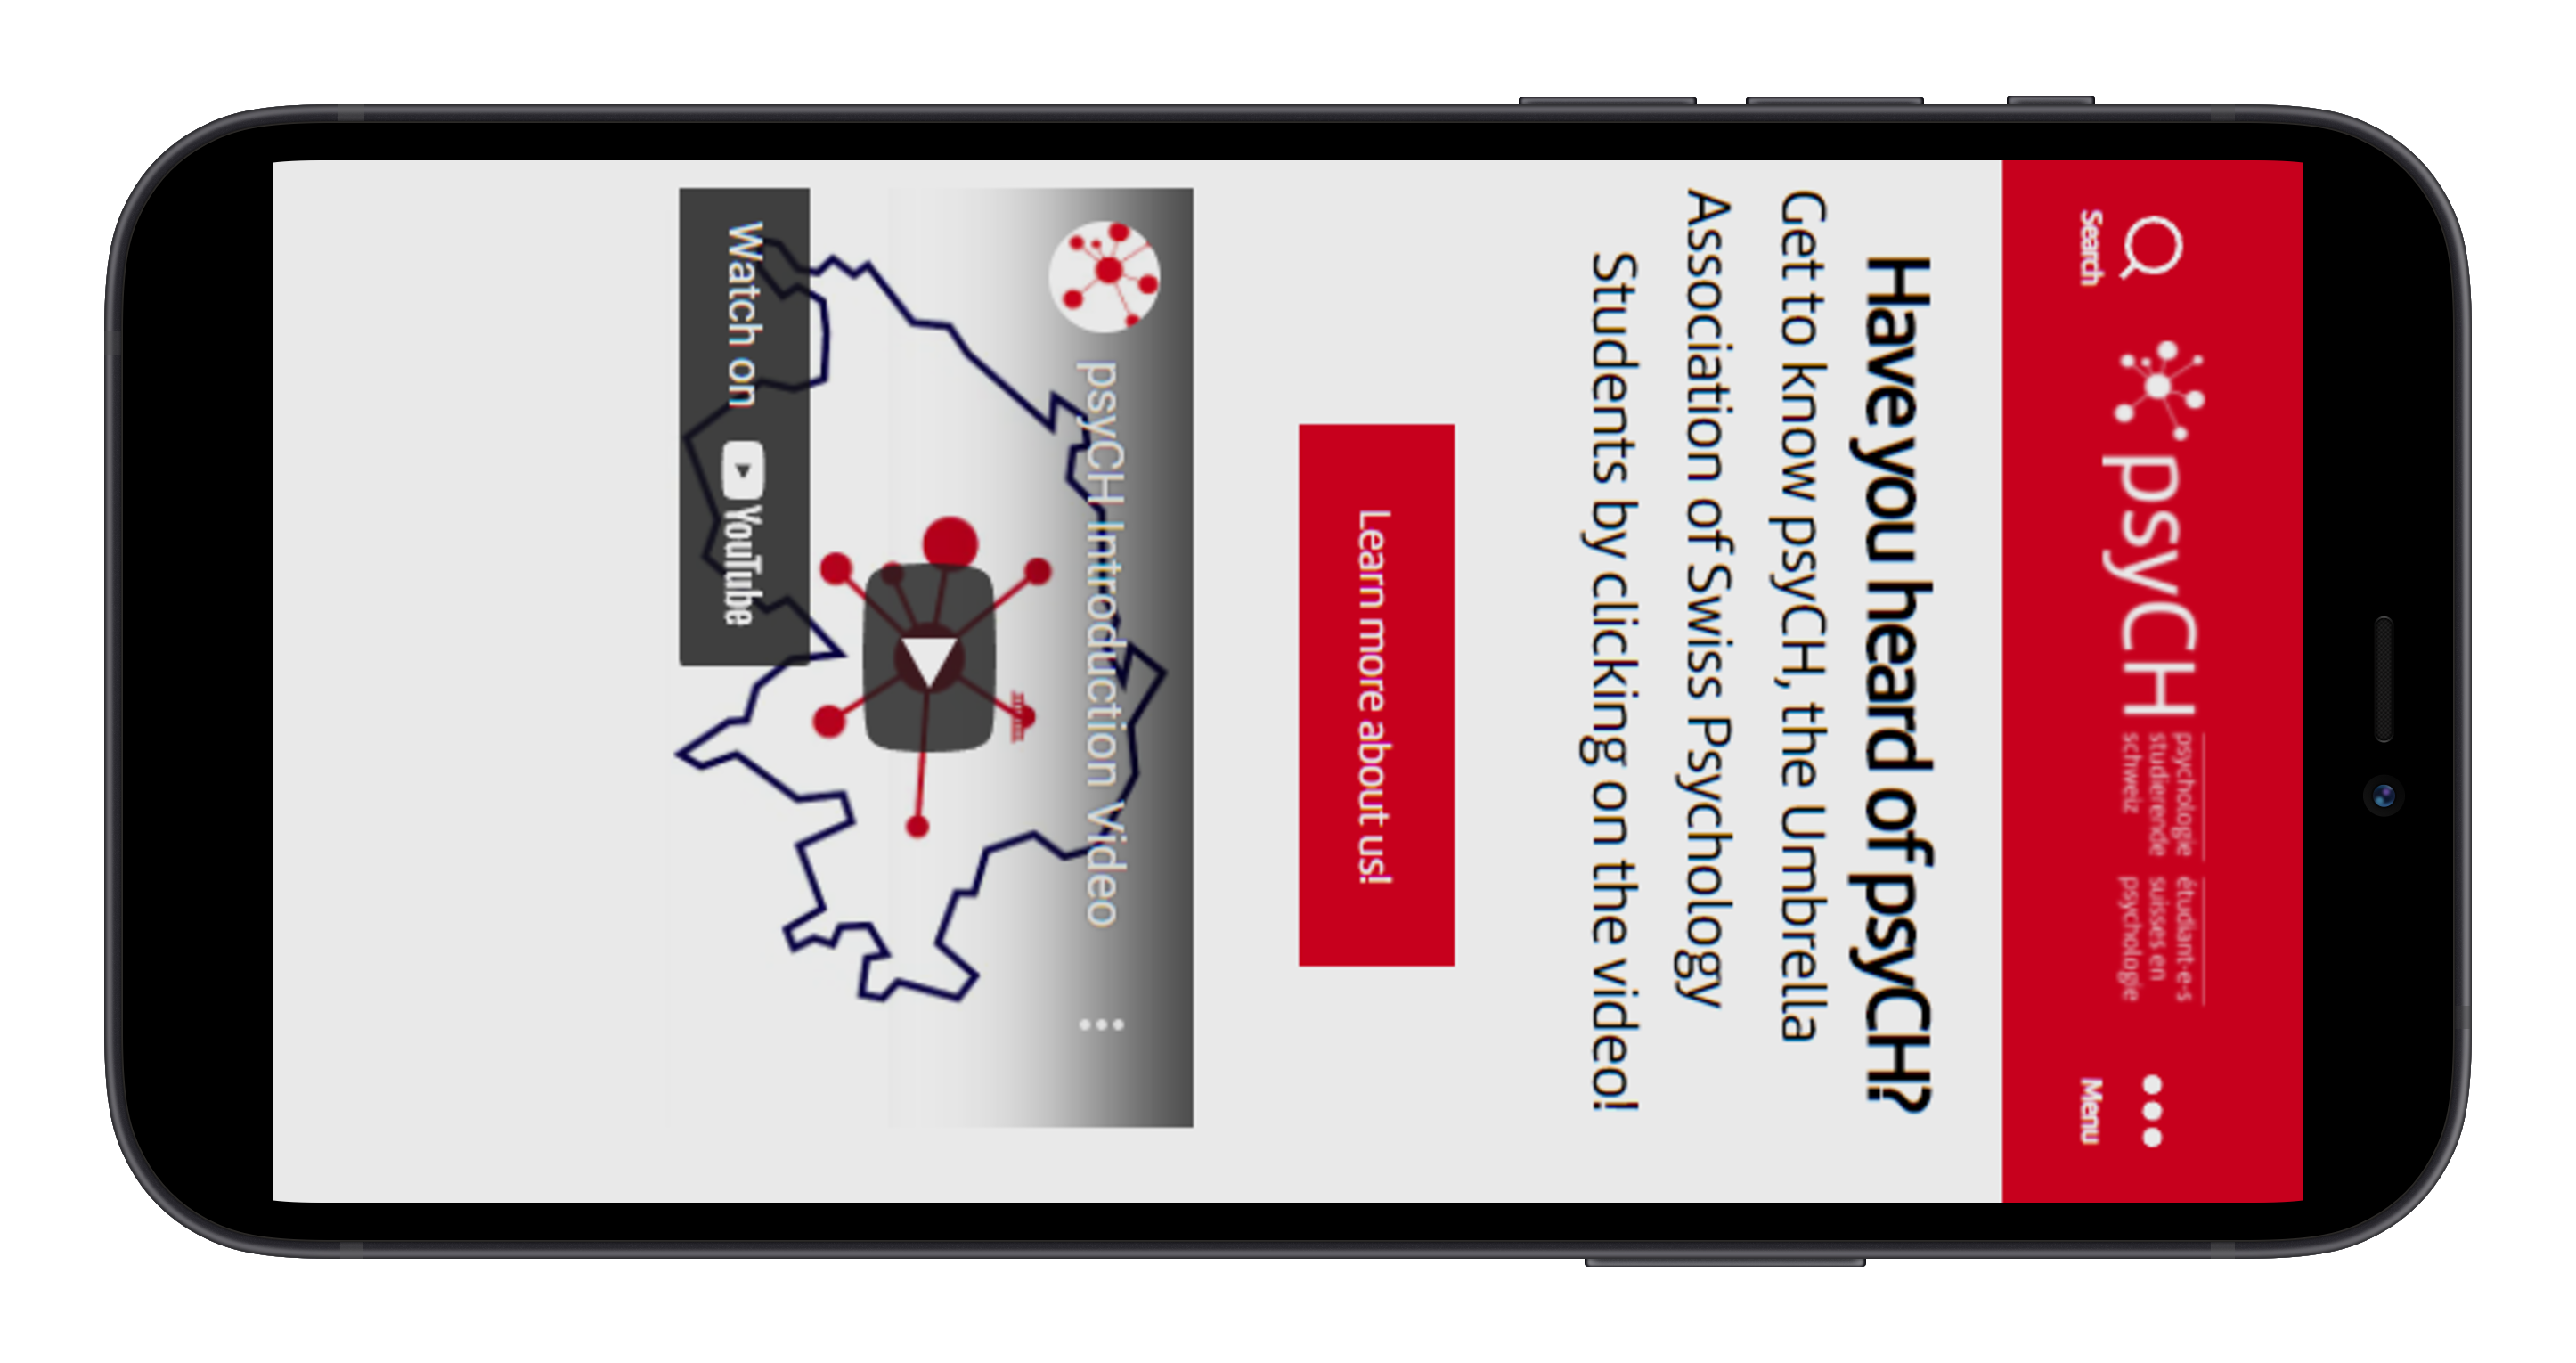 Search
psyCH
psychologie
studierende
schweiz
étudiant·e·s
suisses en
psychologie
Menu
Have you heard of psyCH?
Get to know psyCH, the Umbrella
Association of Swiss Psychology
Students by clicking on the video!
Learn more about us!
psyCH Introduction Video
Watch on YouTube